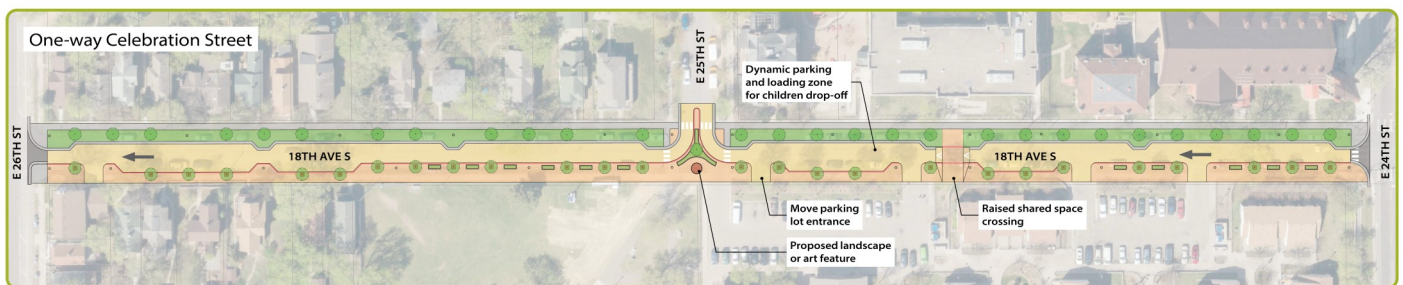 One-way Celebration Street
E 25TH ST
Dynamic parking
and loading zone
for children drop-off
E 26TH ST
18TH AVE S
18TH AVE S
E 24TH ST
Move parking
lot entrance
Raised shared space
crossing
Proposed landscape
or art feature